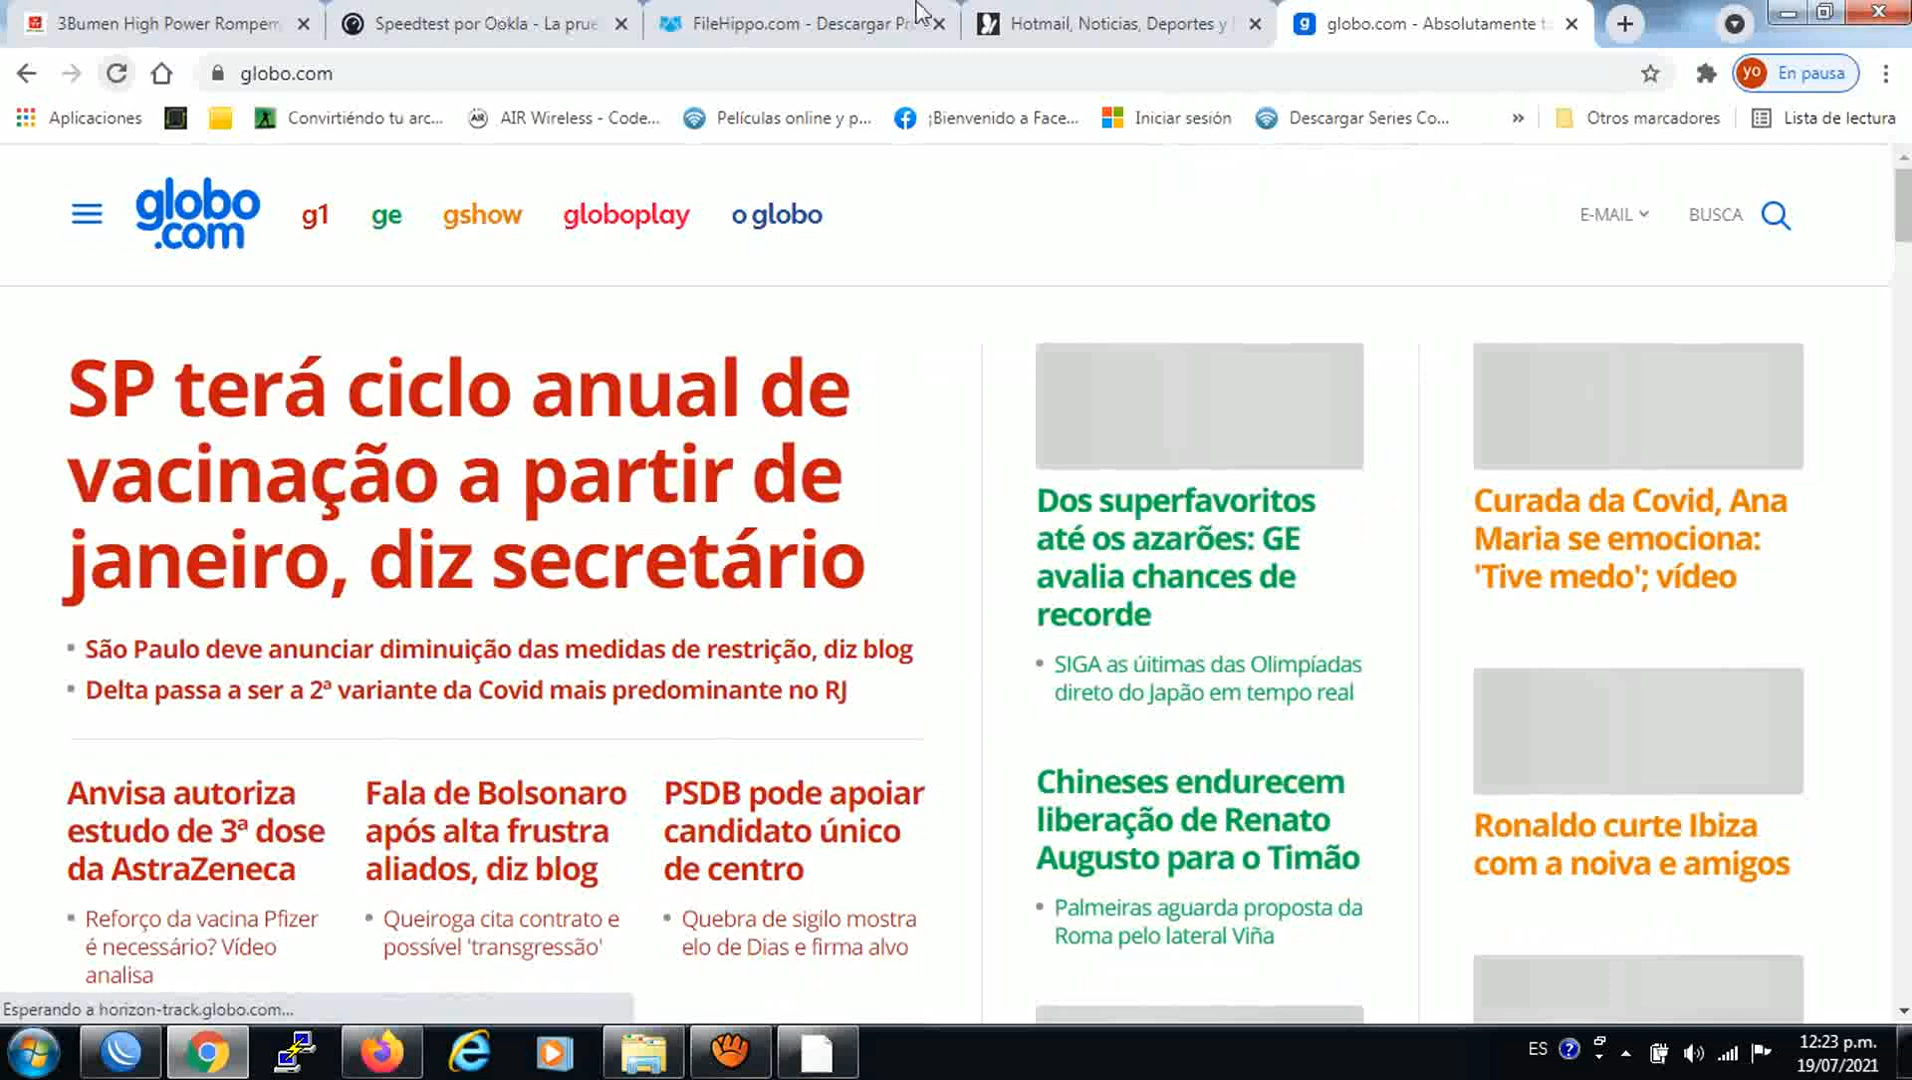 3Bumen High Power Rompem
Speedtest por Ookla - La prue
FileHippo.com - Descargar Pr
Hotmail, Noticias, Deportes y
globo.com - Absolutamente t
globo.com
yo En pausa
Aplicaciones
Convirtiéndo tu arc...
AIR Wireless - Code...
Películas online y p...
¡Bienvenido a Face...
Iniciar sesión
Descargar Series Co...
»
Otros marcadores
Lista de lectura
globo
.com
g1
ge
gshow
globoplay
o globo
E-MAIL
BUSCA
SP terá ciclo anual de
vacinação a partir de
janeiro, diz secretário
São Paulo deve anunciar diminuição das medidas de restrição, diz blog
Delta passa a ser a 2ª variante da Covid mais predominante no RJ
Anvisa autoriza
estudo de 3ª dose
da AstraZeneca
Reforço da vacina Pfizer
é necessário? Vídeo
analisa
Fala de Bolsonaro
após alta frustra
aliados, diz blog
Queiroga cita contrato e
possível 'transgressão'
PSDB pode apoiar
candidato único
de centro
Quebra de sigilo mostra
elo de Dias e firma alvo
Dos superfavoritos
até os azarões: GE
avalia chances de
recorde
SIGA as úitimas das Olimpíadas
direto do Japão em tempo real
Chineses endurecem
liberação de Renato
Augusto para o Timão
Palmeiras aguarda proposta da
Roma pelo lateral Viña
Curada da Covid, Ana
Maria se emociona:
'Tive medo'; vídeo
Ronaldo curte Ibiza
com a noiva e amigos
Esperando a horizon-track.globo.com...
ES
12:23 p.m.
19/07/2021